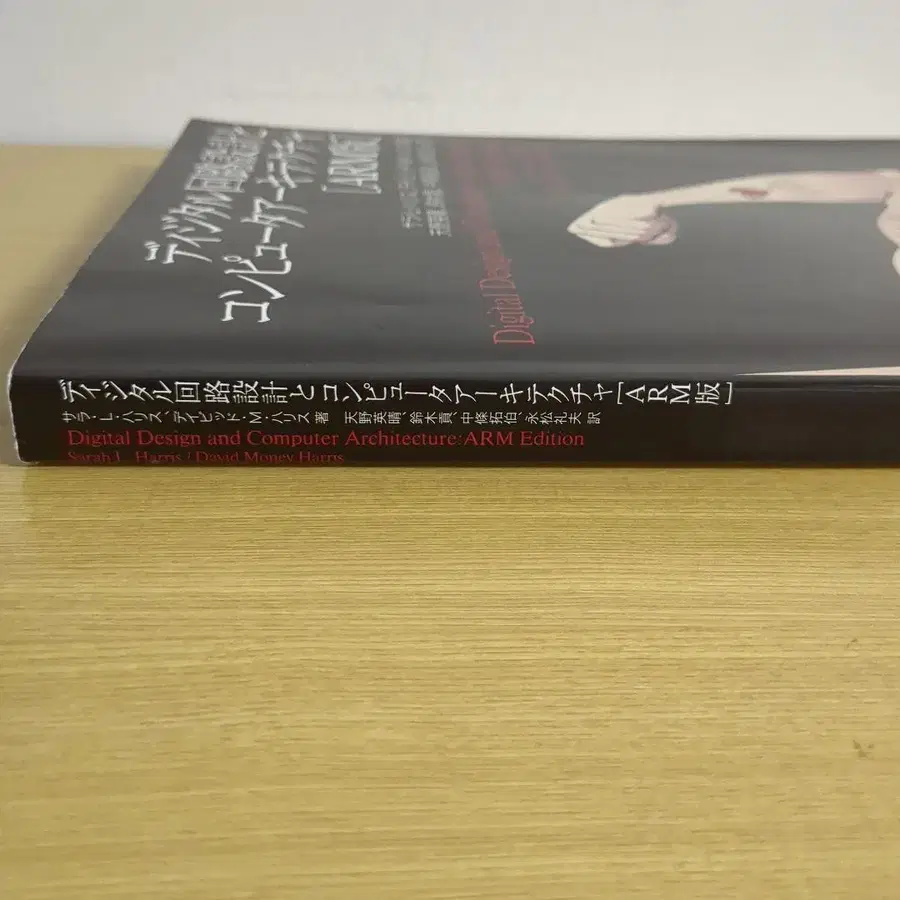 ディジタル回路設計と
コンピュータアーキテクチャ
[ARM版]
Digital Design and
ディジタル回路設計とコンピュータアーキテクチャ[ARM版]
サラ・L・ハリス、デイビッド・M・ハリス 著 天野英晴、鈴木貢、中條拓伯、永松礼夫 訳
Digital Design and Computer Architecture: ARM Edition
Sarah L. Harris / David Money Harris